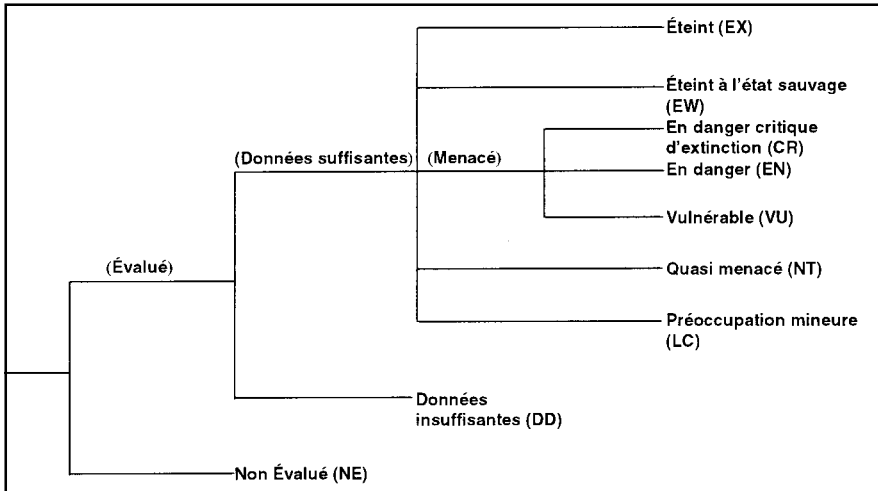 Éteint (EX)
Éteint à l'état sauvage
(EW)
En danger critique
d'extinction (CR)
(Données suffisantes)
(Menacé)
En danger (EN)
Vulnérable (VU)
(Évalué)
Quasi menacé (NT)
Préoccupation mineure
(LC)
Données
insuffisantes (DD)
Non Évalué (NE)